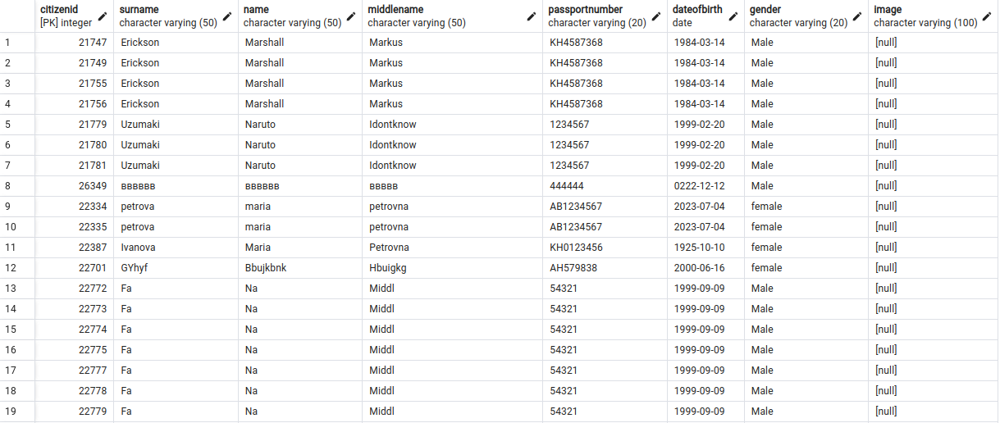 citizenid surname name middlename passportnumber dateofbirth gender image
[PK] integer character varying (50) character varying (50) character varying (50) character varying (20) date character varying (20) character varying (100)
1 21747 Erickson Marshall Markus KH4587368 1984-03-14 Male [null]
2 21749 Erickson Marshall Markus KH4587368 1984-03-14 Male [null]
3 21755 Erickson Marshall Markus KH4587368 1984-03-14 Male [null]
4 21756 Erickson Marshall Markus KH4587368 1984-03-14 Male [null]
5 21779 Uzumaki Naruto Idontknow 1234567 1999-02-20 Male [null]
6 21780 Uzumaki Naruto Idontknow 1234567 1999-02-20 Male [null]
7 21781 Uzumaki Naruto Idontknow 1234567 1999-02-20 Male [null]
8 26349 вввввв вввввв ввввв 444444 0222-12-12 Male [null]
9 22334 petrova maria petrovna AB1234567 2023-07-04 female [null]
10 22335 petrova maria petrovna AB1234567 2023-07-04 female [null]
11 22387 Ivanova Maria Petrovna KH0123456 1925-10-10 female [null]
12 22701 GYhyf Bbujkbnk Hbuigkg AH579838 2000-06-16 female [null]
13 22772 Fa Na Middl 54321 1999-09-09 Male [null]
14 22773 Fa Na Middl 54321 1999-09-09 Male [null]
15 22774 Fa Na Middl 54321 1999-09-09 Male [null]
16 22775 Fa Na Middl 54321 1999-09-09 Male [null]
17 22777 Fa Na Middl 54321 1999-09-09 Male [null]
18 22778 Fa Na Middl 54321 1999-09-09 Male [null]
19 22779 Fa Na Middl 54321 1999-09-09 Male [null]